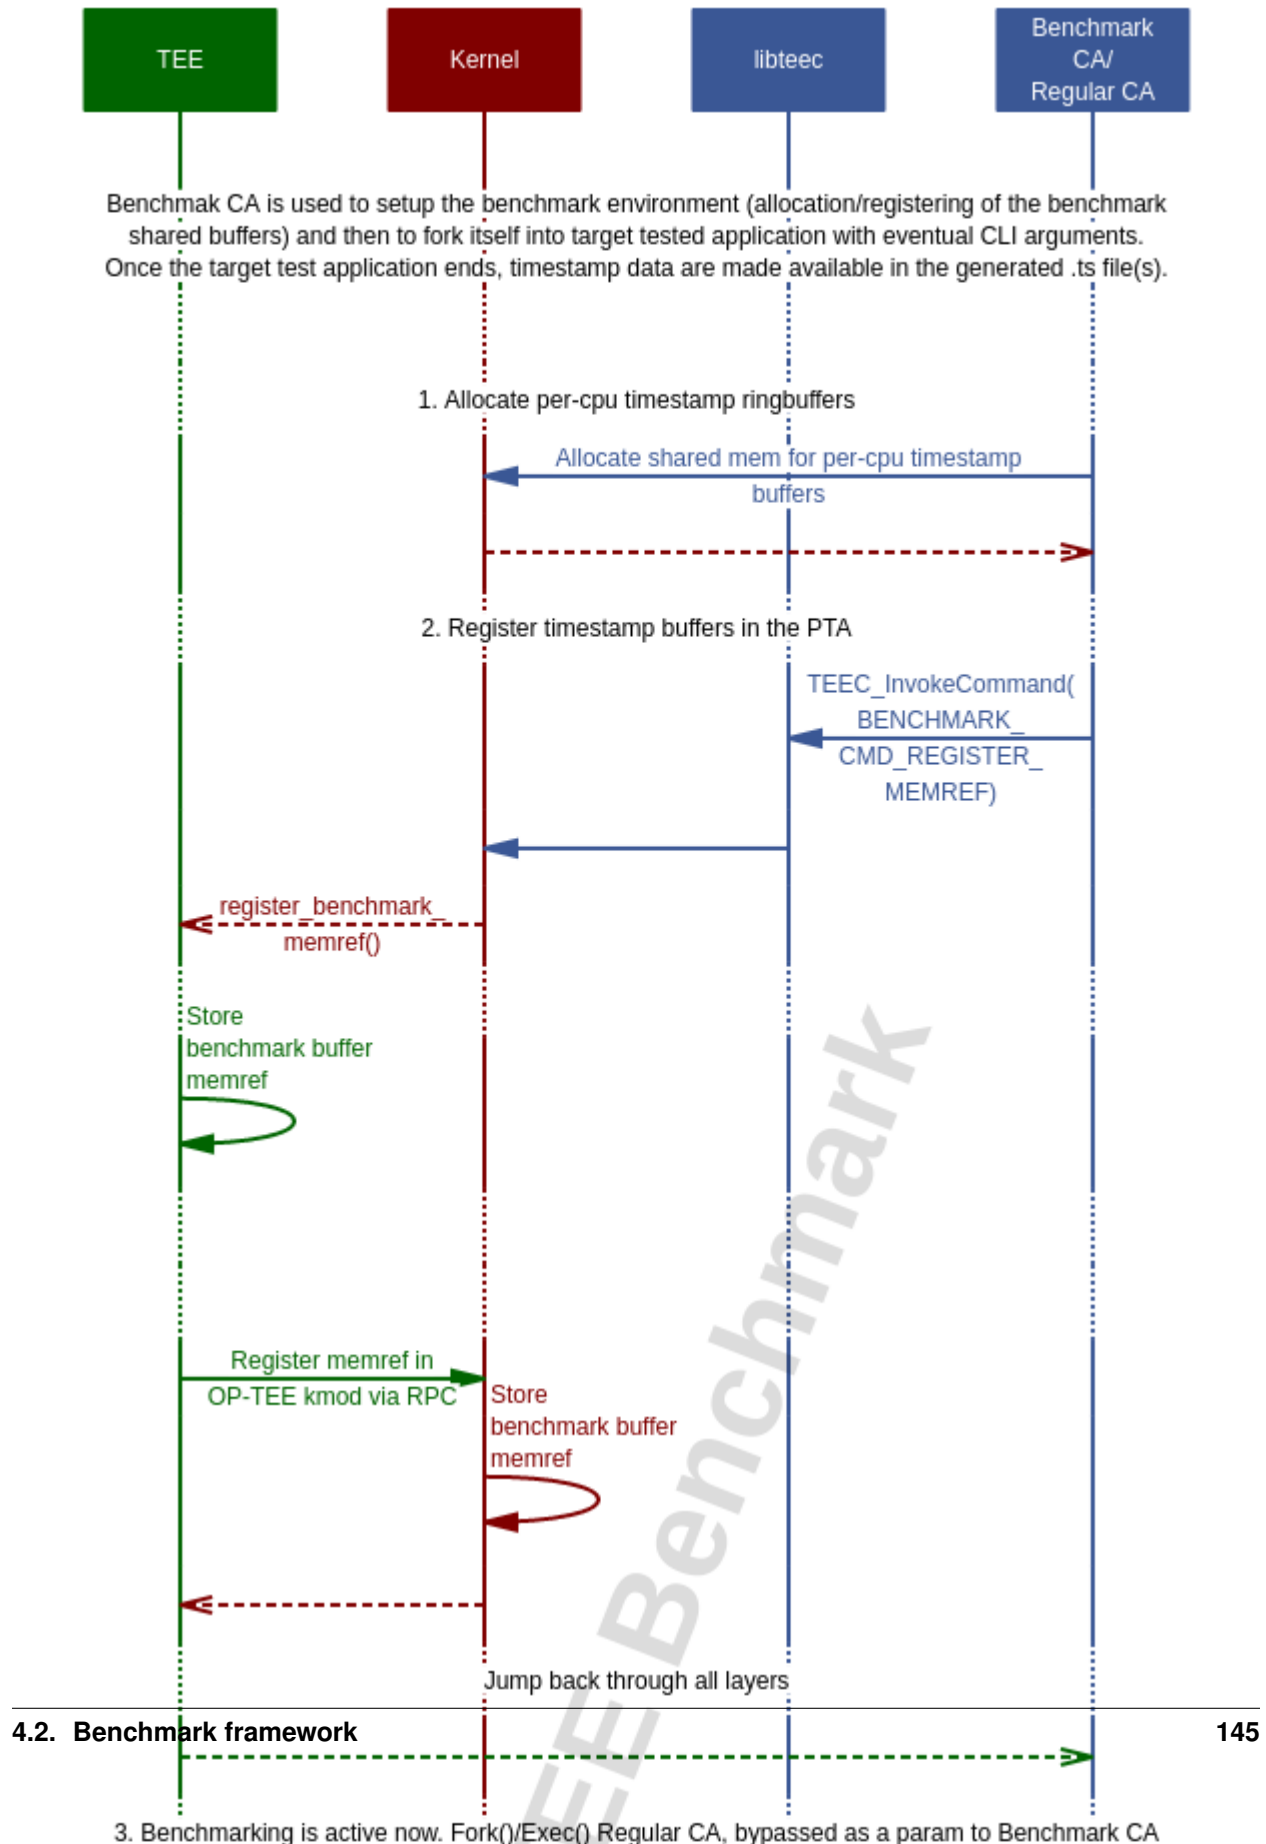 TEE
Kernel
libteec
Benchmark
CA/
Regular CA
Benchmak CA is used to setup the benchmark environment (allocation/registering of the benchmark
shared buffers) and then to fork itself into target tested application with eventual CLI arguments.
Once the target test application ends, timestamp data are made available in the generated .ts file(s).
1. Allocate per-cpu timestamp ringbuffers
Allocate shared mem for per-cpu timestamp
buffers
2. Register timestamp buffers in the PTA
TEEC_InvokeCommand(
BENCHMARK_
CMD_REGISTER_
MEMREF)
register_benchmark_
memref()
Store
benchmark buffer
memref
Register memref in
OP-TEE kmod via RPC
Store
benchmark buffer
memref
Jump back through all layers
EE Benchmark
4.2. Benchmark framework
145
3. Benchmarking is active now. Fork()/Exec() Regular CA, bypassed as a param to Benchmark CA